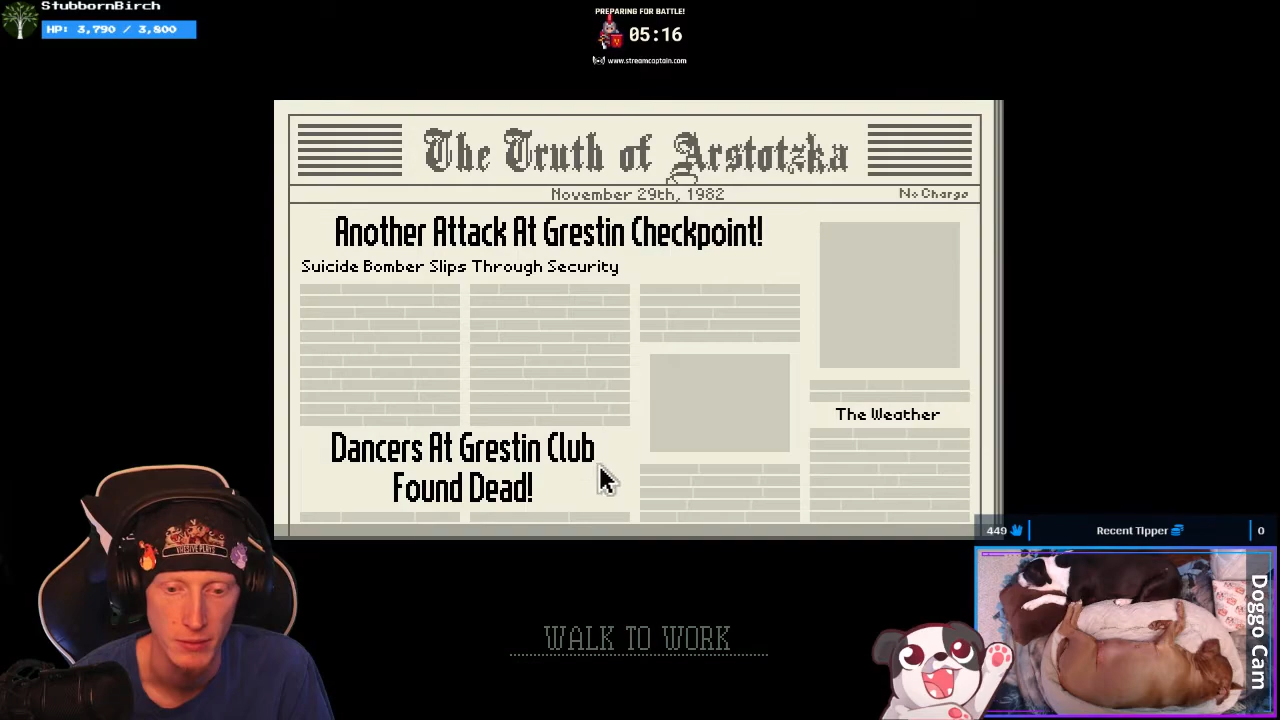 StubbornBirch
HP: 3,790 / 3,800
PREPARING FOR BATTLE!
05:16
www.streamcaptain.com
The Truth of Arstotzka
November 29th, 1982
No Charge
Another Attack At Grestin Checkpoint!
Suicide Bomber Slips Through Security
The Weather
Dancers At Grestin Club
Found Dead!
449
Recent Tipper
0
Doggo Cam
WALK TO WORK